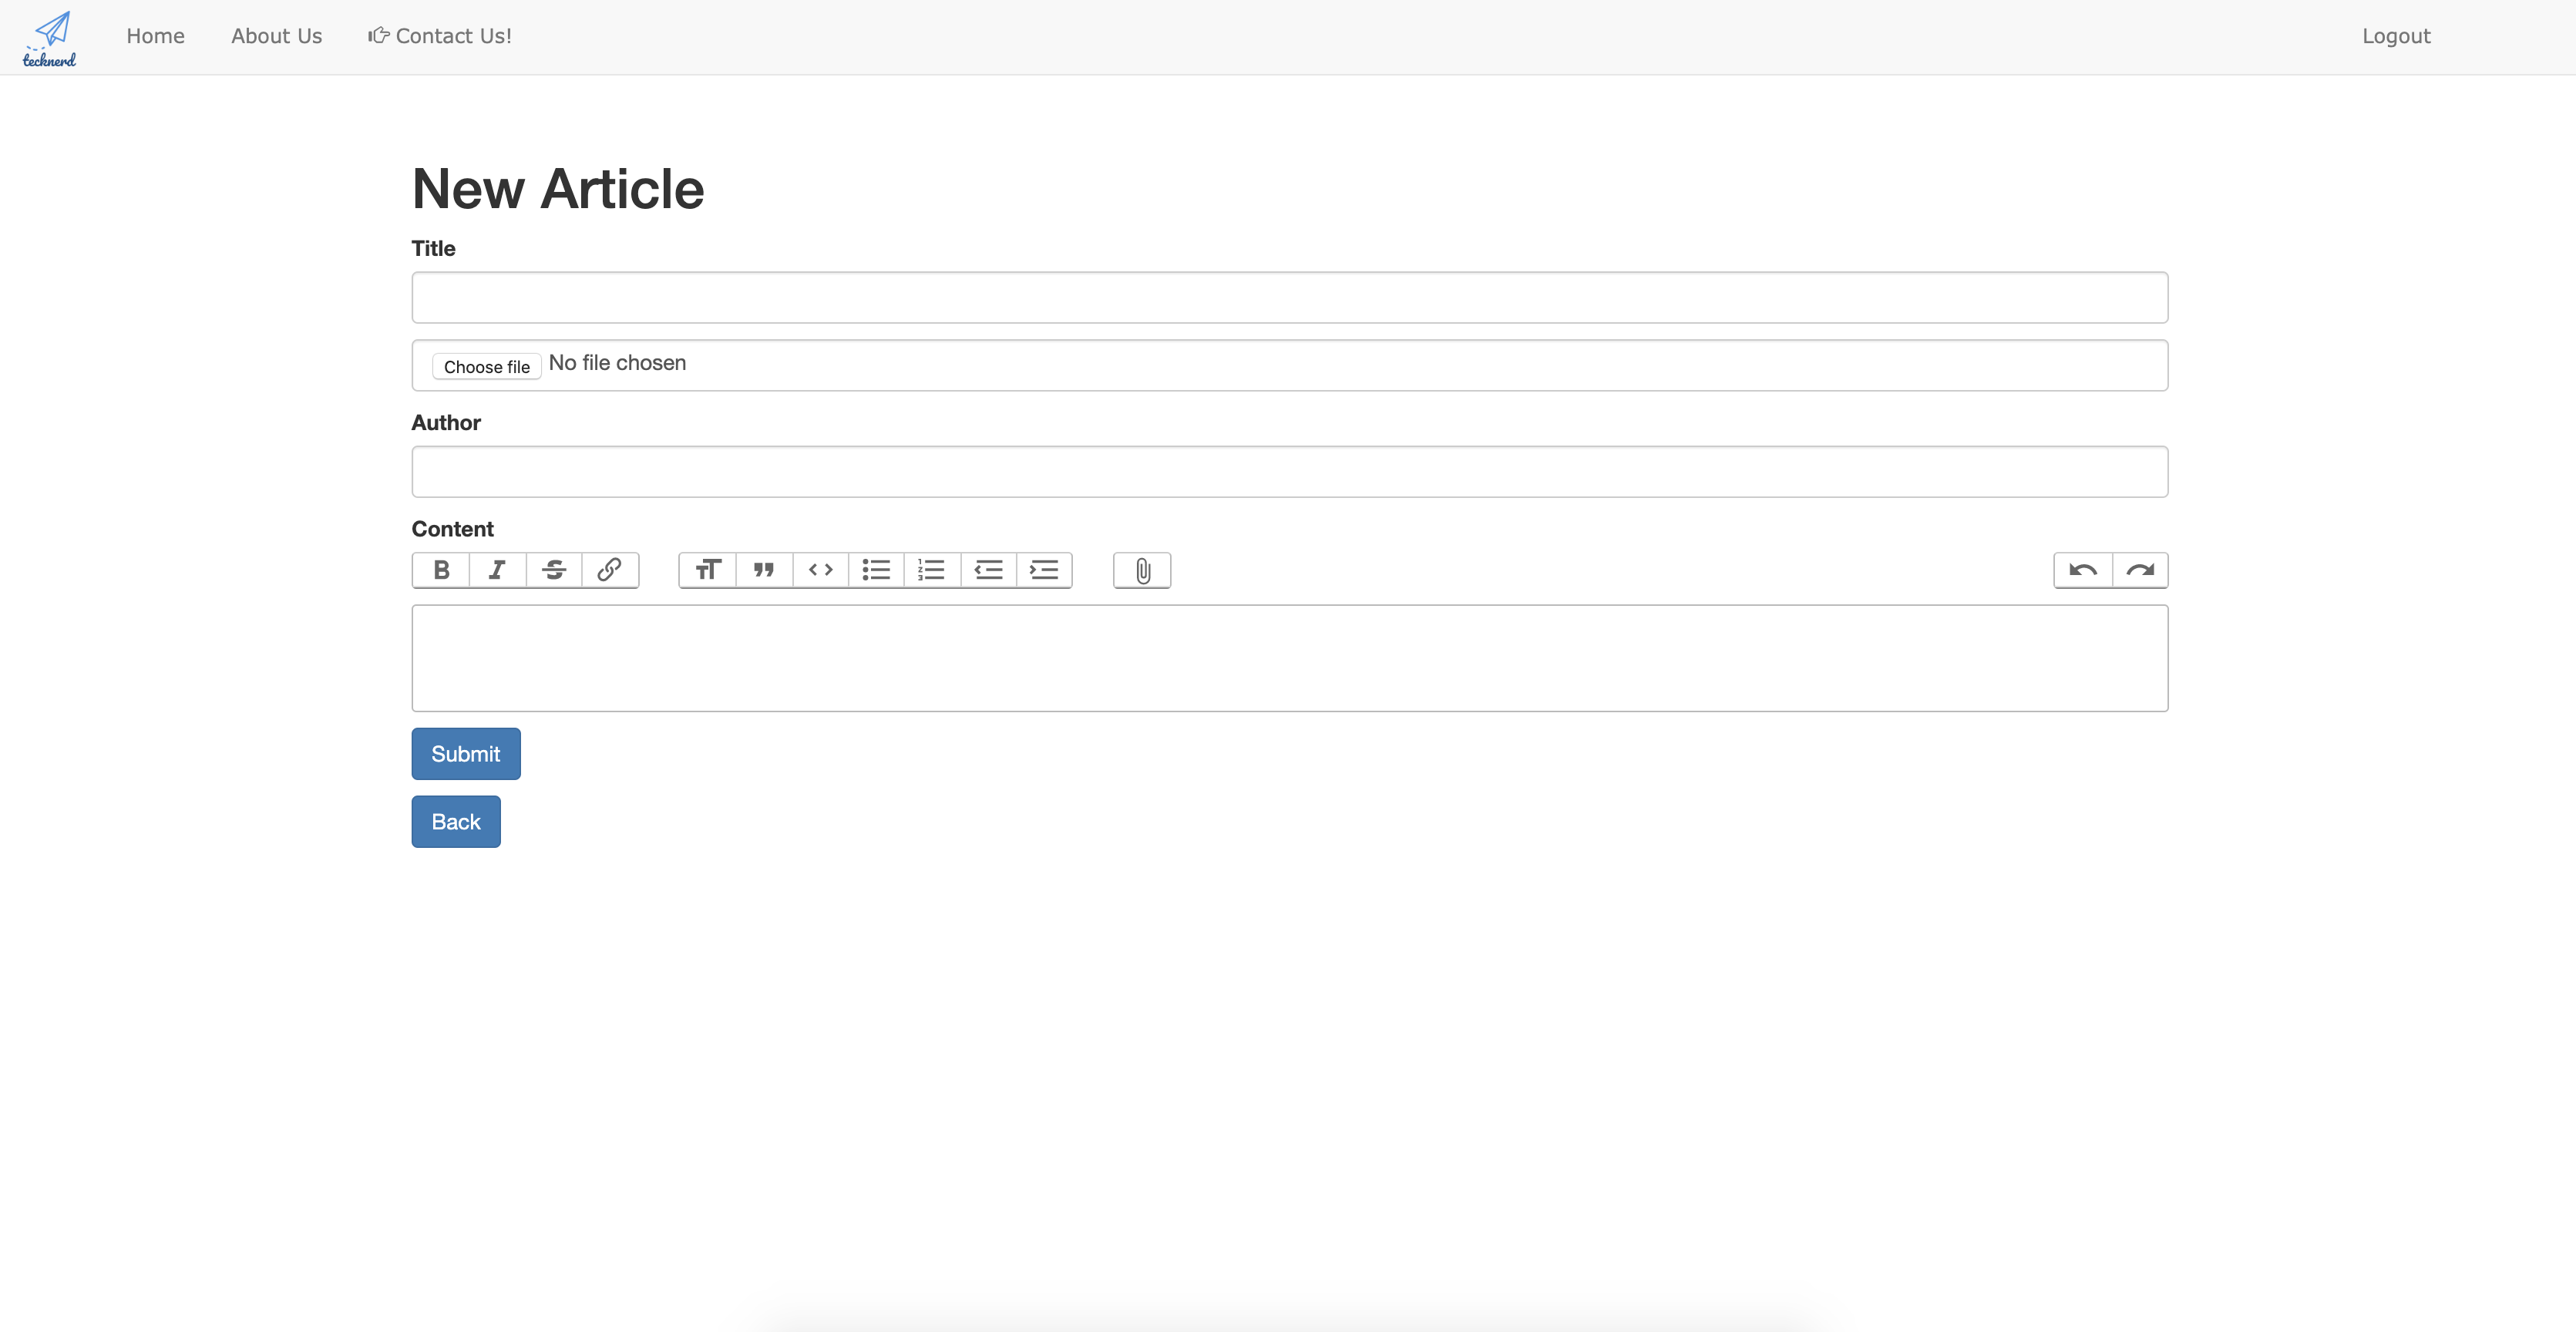 tecknerd
Home About Us Contact Us! Logout
New Article
Title
Choose file No file chosen
Author
Content
Submit
Back